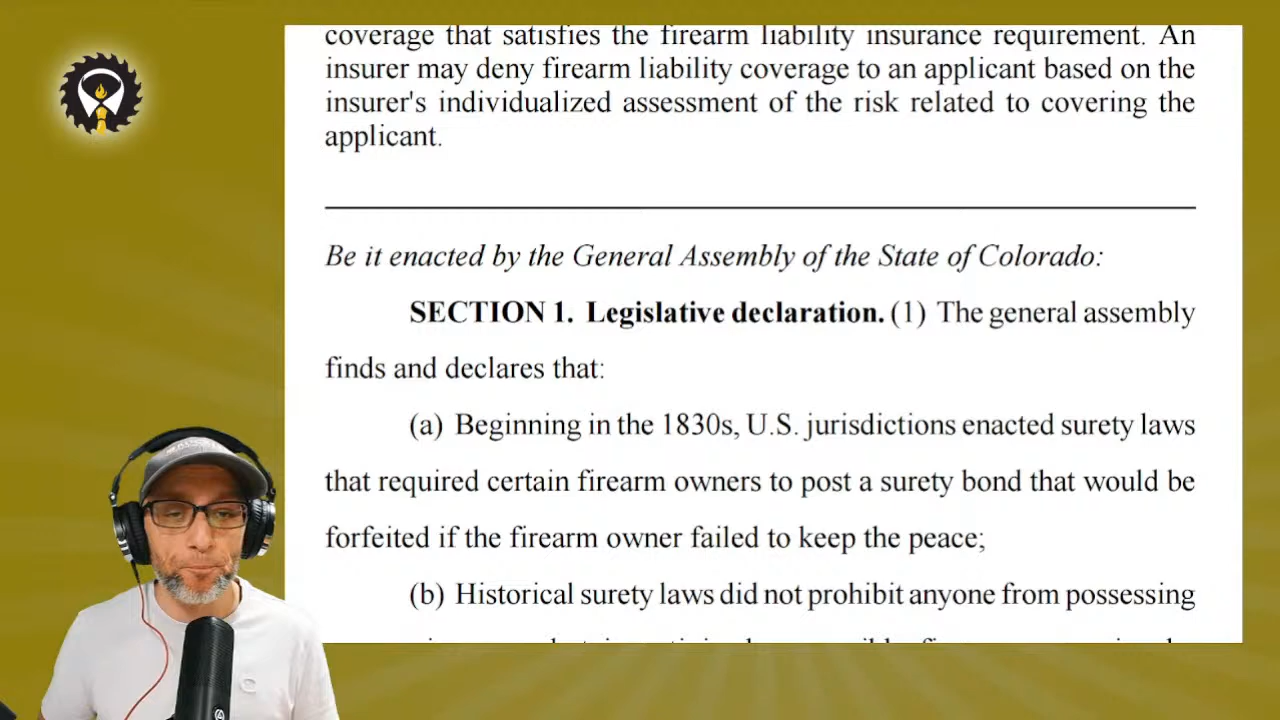 coverage that satisfies the firearm liability insurance requirement. An
insurer may deny firearm liability coverage to an applicant based on the
insurer's individualized assessment of the risk related to covering the
applicant.
Be it enacted by the General Assembly of the State of Colorado:
SECTION 1. Legislative declaration. (1) The general assembly
finds and declares that:
(a) Beginning in the 1830s, U.S. jurisdictions enacted surety laws
that required certain firearm owners to post a surety bond that would be
forfeited if the firearm owner failed to keep the peace;
(b) Historical surety laws did not prohibit anyone from possessing